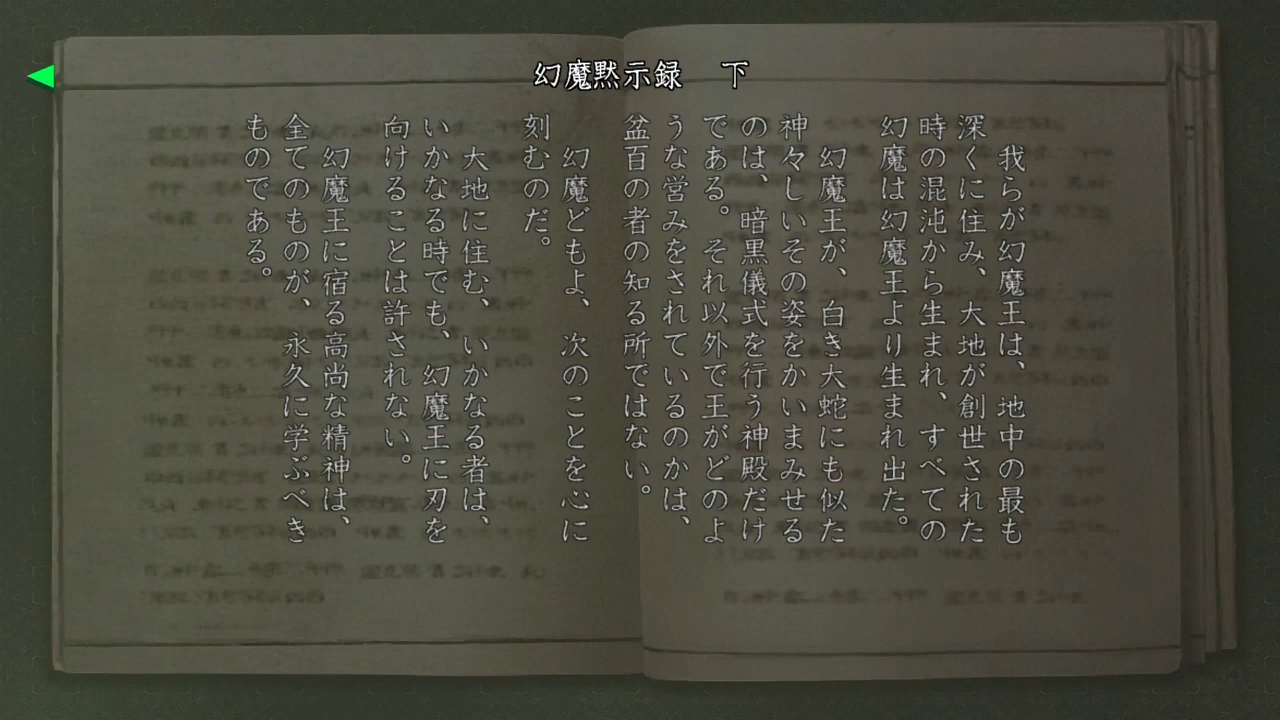 幻魔黙示録　下
我らが幻魔王は、地中の最も
深くに住み、大地が創世された
時の混沌から生まれ、すべての
幻魔は幻魔王より生まれ出た。
幻魔王が、白き大蛇にも似た
神々しいその姿をかいまみせる
のは、暗黒儀式を行う神殿だけ
である。それ以外で王がどのよ
うな営みをされているのかは、
盆百の者の知る所ではない。
幻魔どもよ、次のことを心に
刻むのだ。
大地に住む、いかなる者は、
いかなる時でも、幻魔王に刃を
向けることは許されない。
幻魔王に宿る高尚な精神は、
全てのものが、永久に学ぶべき
ものである。